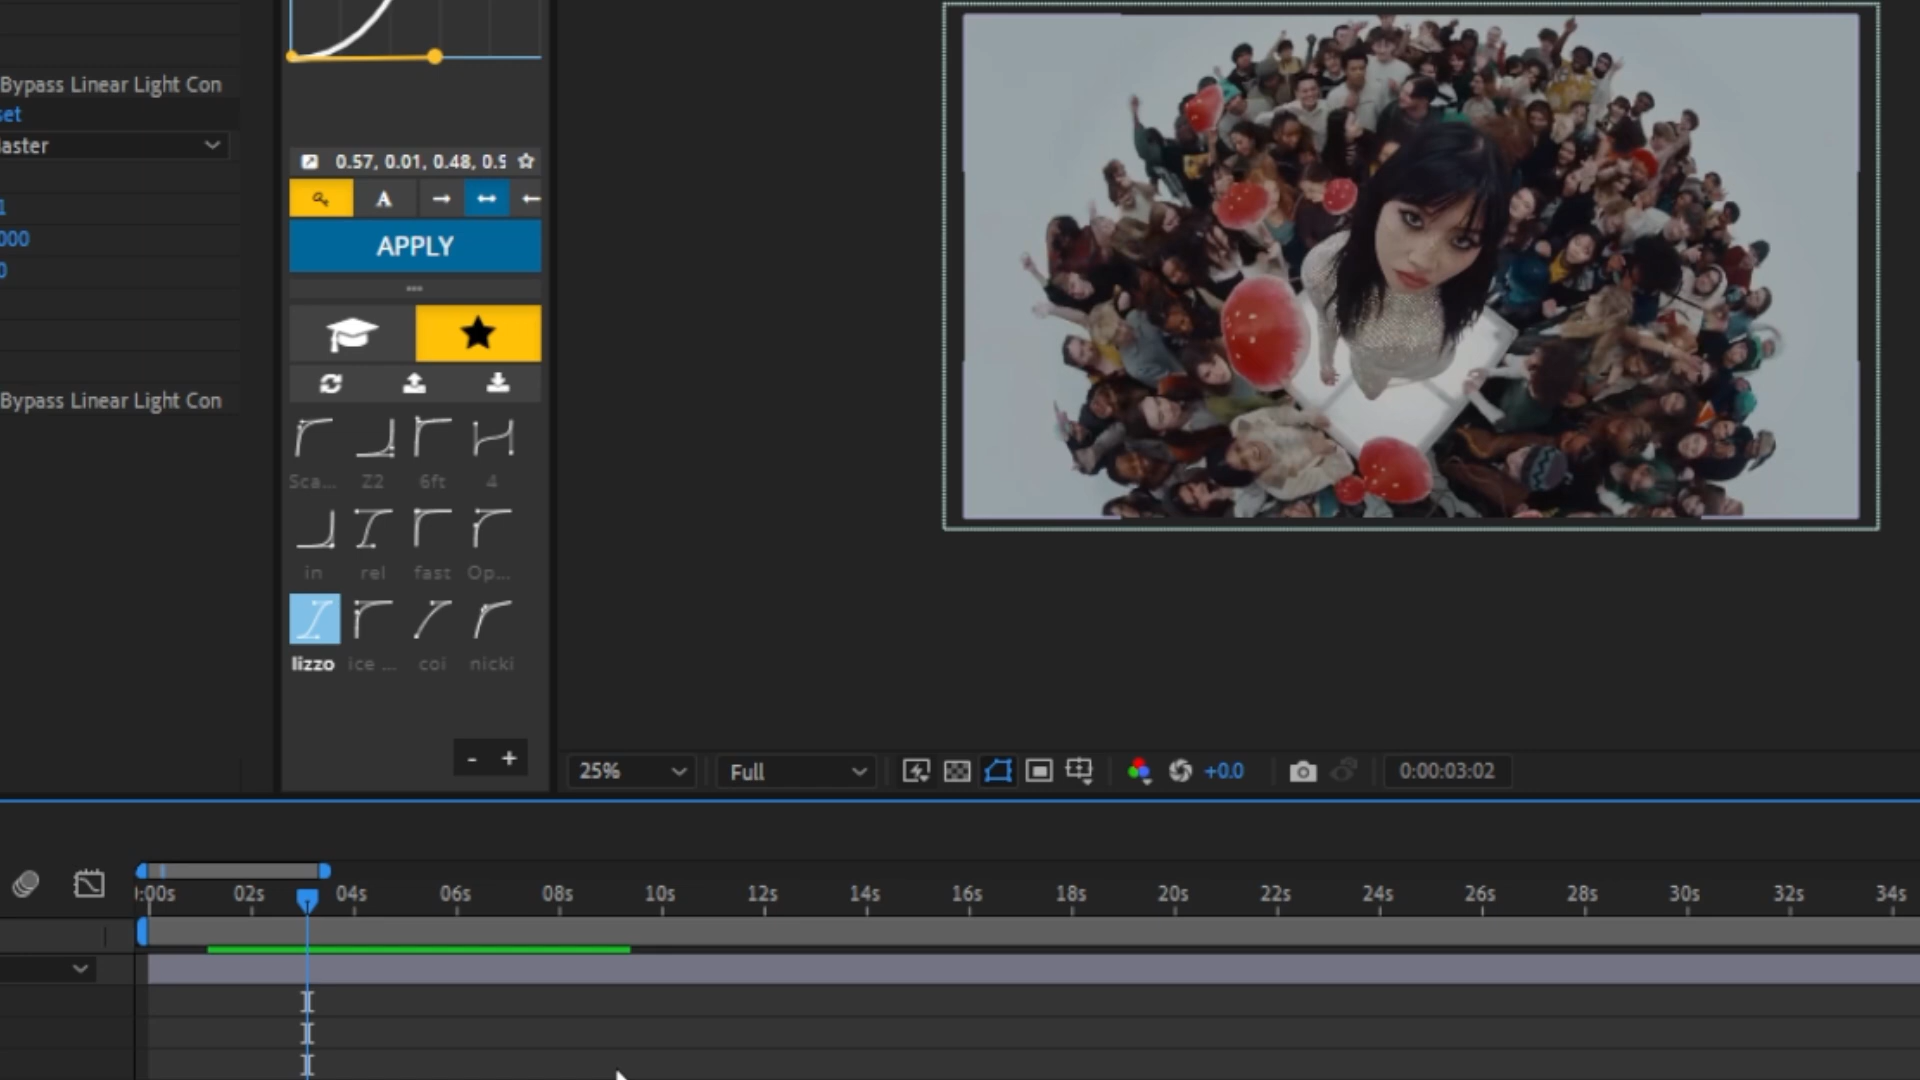 Bypass Linear Light Con
set
aster
1
000
0
Bypass Linear Light Con
0.57, 0.01, 0.48, 0.9
A
APPLY
...
Sca... Z2 6ft 4
in rel fast Op...
lizzo ice ... coi nicki
- +
25% Full +0.0 0:00:03:02
:00s 02s 04s 06s 08s 10s 12s 14s 16s 18s 20s 22s 24s 26s 28s 30s 32s 34s